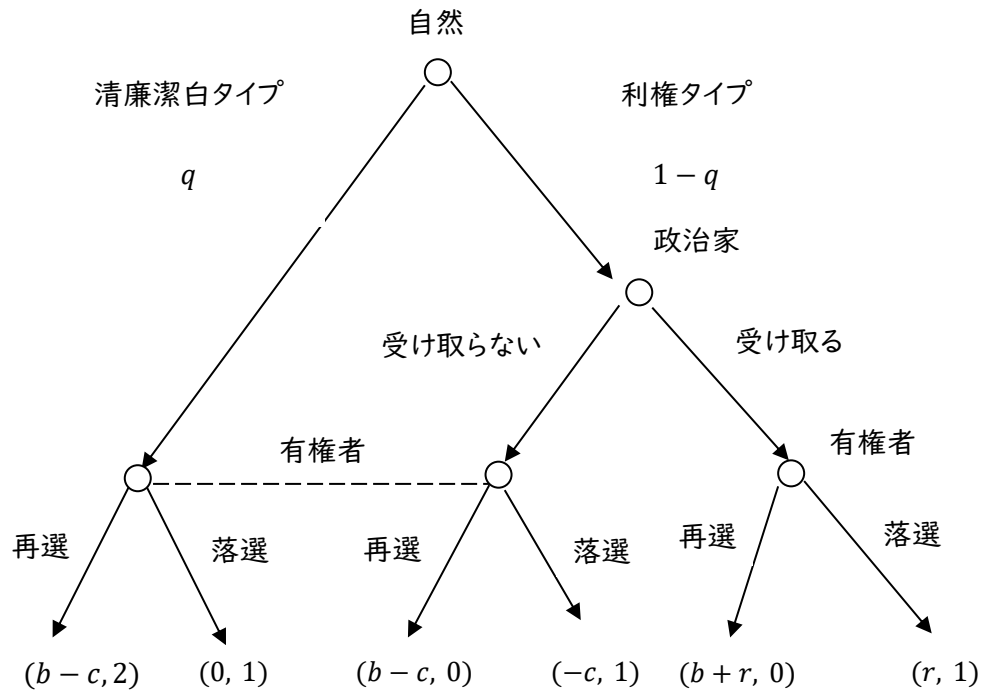 自然
清廉潔白タイプ
利権タイプ
q
1 − q
政治家
受け取らない
受け取る
有権者
有権者
再選
落選
再選
落選
再選
落選
(b − c, 2)
(0, 1)
(b − c, 0)
(−c, 1)
(b + r, 0)
(r, 1)